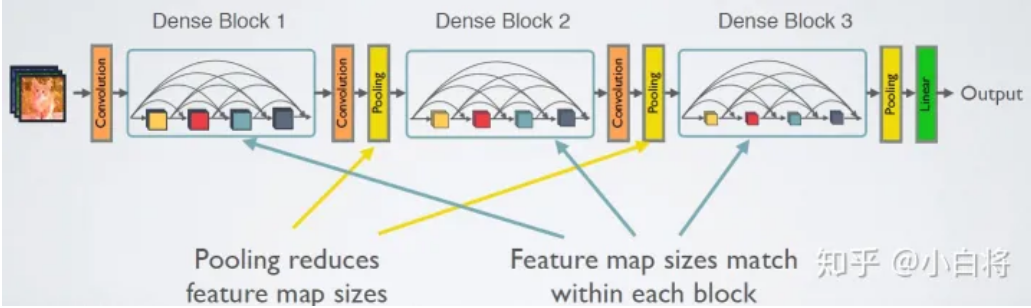 Dense Block 1
Dense Block 2
Dense Block 3
Convolution
Convolution
Pooling
Convolution
Pooling
Pooling
Linear
Output
Pooling reduces
feature map sizes
Feature map sizes match
within each block
知乎 @小白将